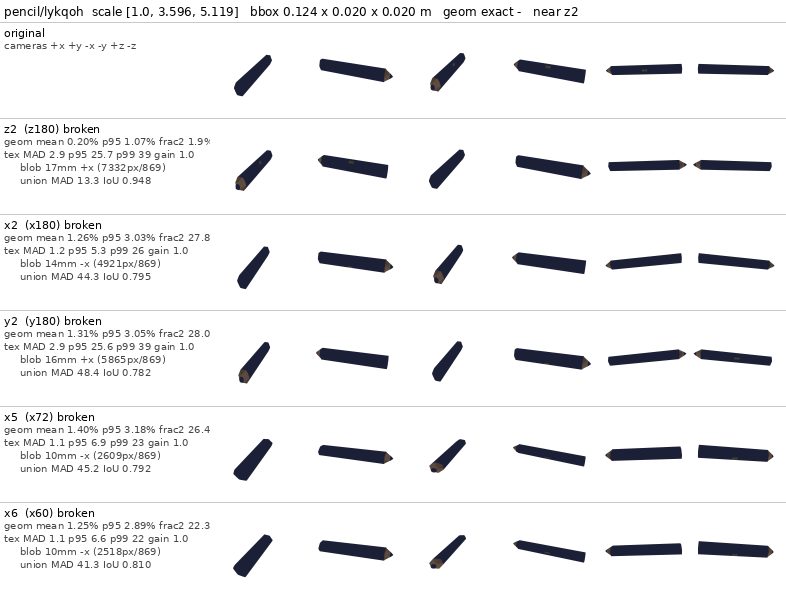 pencil/lykqoh  scale [1.0, 3.596, 5.119]   bbox 0.124 x 0.020 x 0.020 m   geom exact -   near z2
original
cameras +x +y -x -y +z -z
z2  (z180) broken
geom mean 0.20% p95 1.07% frac2 1.9%
tex MAD 2.9 p95 25.7 p99 39 gain 1.0
blob 17mm +x (7332px/869)
union MAD 13.3 IoU 0.948
x2  (x180) broken
geom mean 1.26% p95 3.03% frac2 27.8
tex MAD 1.2 p95 5.3 p99 26 gain 1.0
blob 14mm -x (4921px/869)
union MAD 44.3 IoU 0.795
y2  (y180) broken
geom mean 1.31% p95 3.05% frac2 28.0
tex MAD 2.9 p95 25.6 p99 39 gain 1.0
blob 16mm +x (5865px/869)
union MAD 48.4 IoU 0.782
x5  (x72) broken
geom mean 1.40% p95 3.18% frac2 26.4
tex MAD 1.1 p95 6.9 p99 23 gain 1.0
blob 10mm -x (2609px/869)
union MAD 45.2 IoU 0.792
x6  (x60) broken
geom mean 1.25% p95 2.89% frac2 22.3
tex MAD 1.1 p95 6.6 p99 22 gain 1.0
blob 10mm -x (2518px/869)
union MAD 41.3 IoU 0.810